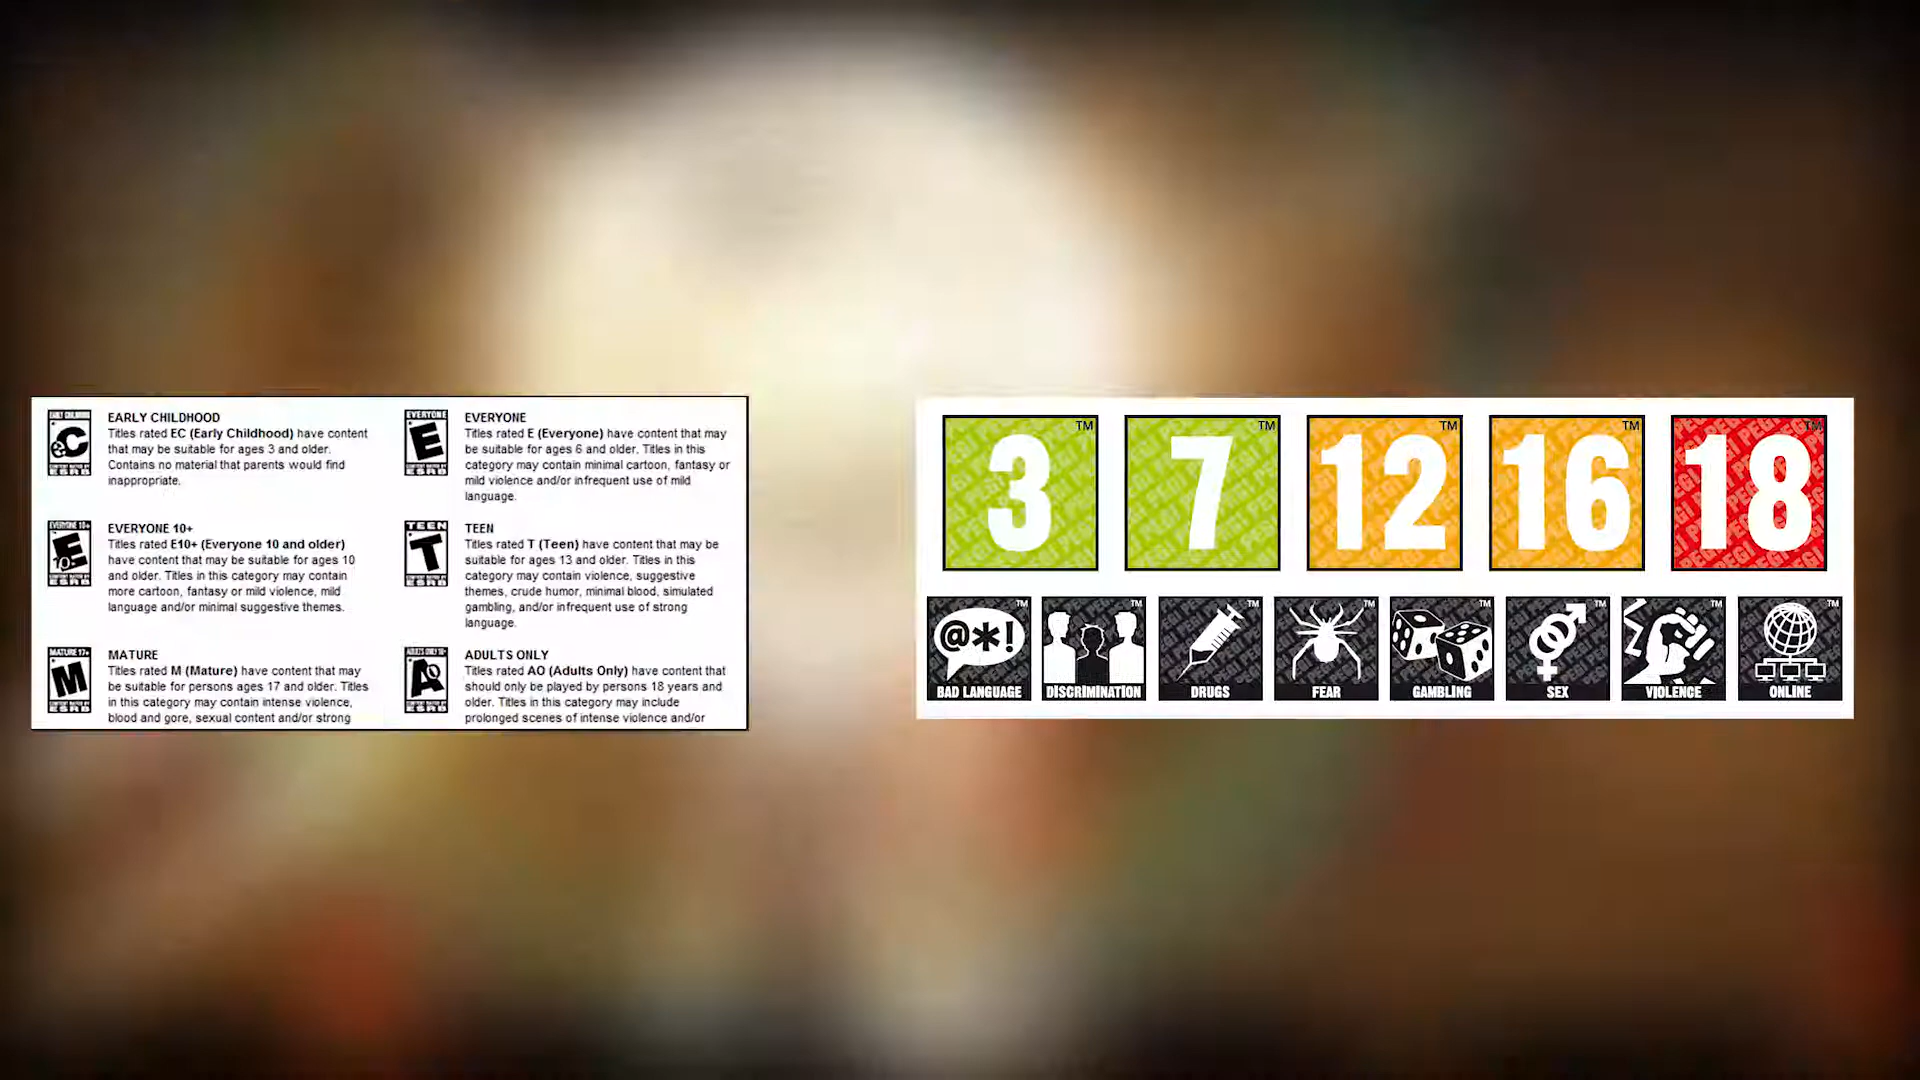 EARLY CHILDHOOD
Titles rated EC (Early Childhood) have content
that may be suitable for ages 3 and older.
Contains no material that parents would find
inappropriate.
EVERYONE
EVERYONE
Titles rated E (Everyone) have content that may
be suitable for ages 6 and older. Titles in this
category may contain minimal cartoon, fantasy or
mild violence and/or infrequent use of mild
language.
EVERYONE 10+
EVERYONE 10+
Titles rated E10+ (Everyone 10 and older)
have content that may be suitable for ages 10
and older. Titles in this category may contain
more cartoon, fantasy or mild violence, mild
language and/or minimal suggestive themes.
TEEN
TEEN
Titles rated T (Teen) have content that may be
suitable for ages 13 and older. Titles in this
category may contain violence, suggestive
themes, crude humor, minimal blood, simulated
gambling, and/or infrequent use of strong
language.
MATURE 17+
MATURE
Titles rated M (Mature) have content that may
be suitable for persons ages 17 and older. Titles
in this category may contain intense violence,
blood and gore, sexual content and/or strong
ADULTS ONLY
Titles rated AO (Adults Only) have content that
should only be played by persons 18 years and
older. Titles in this category may include
prolonged scenes of intense violence and/or
3 7 12 16 18
@*!
BAD LANGUAGE
DISCRIMINATION
DRUGS
FEAR
GAMBLING
SEX
VIOLENCE
ONLINE